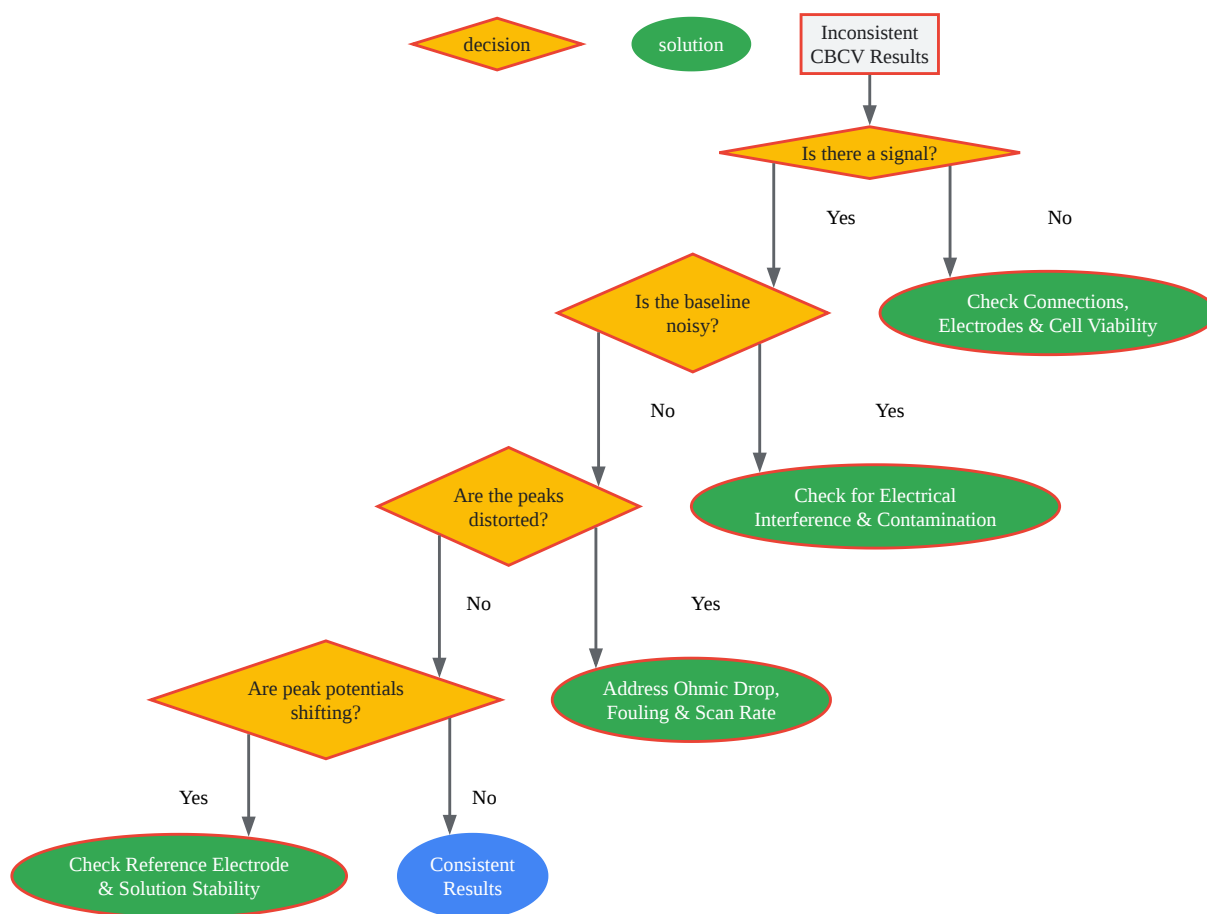 decision
solution
Inconsistent
CBCV Results
Is there a signal?
Yes
No
Is the baseline
noisy?
Check Connections,
Electrodes & Cell Viability
No
Yes
Are the peaks
distorted?
Check for Electrical
Interference & Contamination
No
Yes
Are peak potentials
shifting?
Address Ohmic Drop,
Fouling & Scan Rate
Yes
No
Check Reference Electrode
& Solution Stability
Consistent
Results